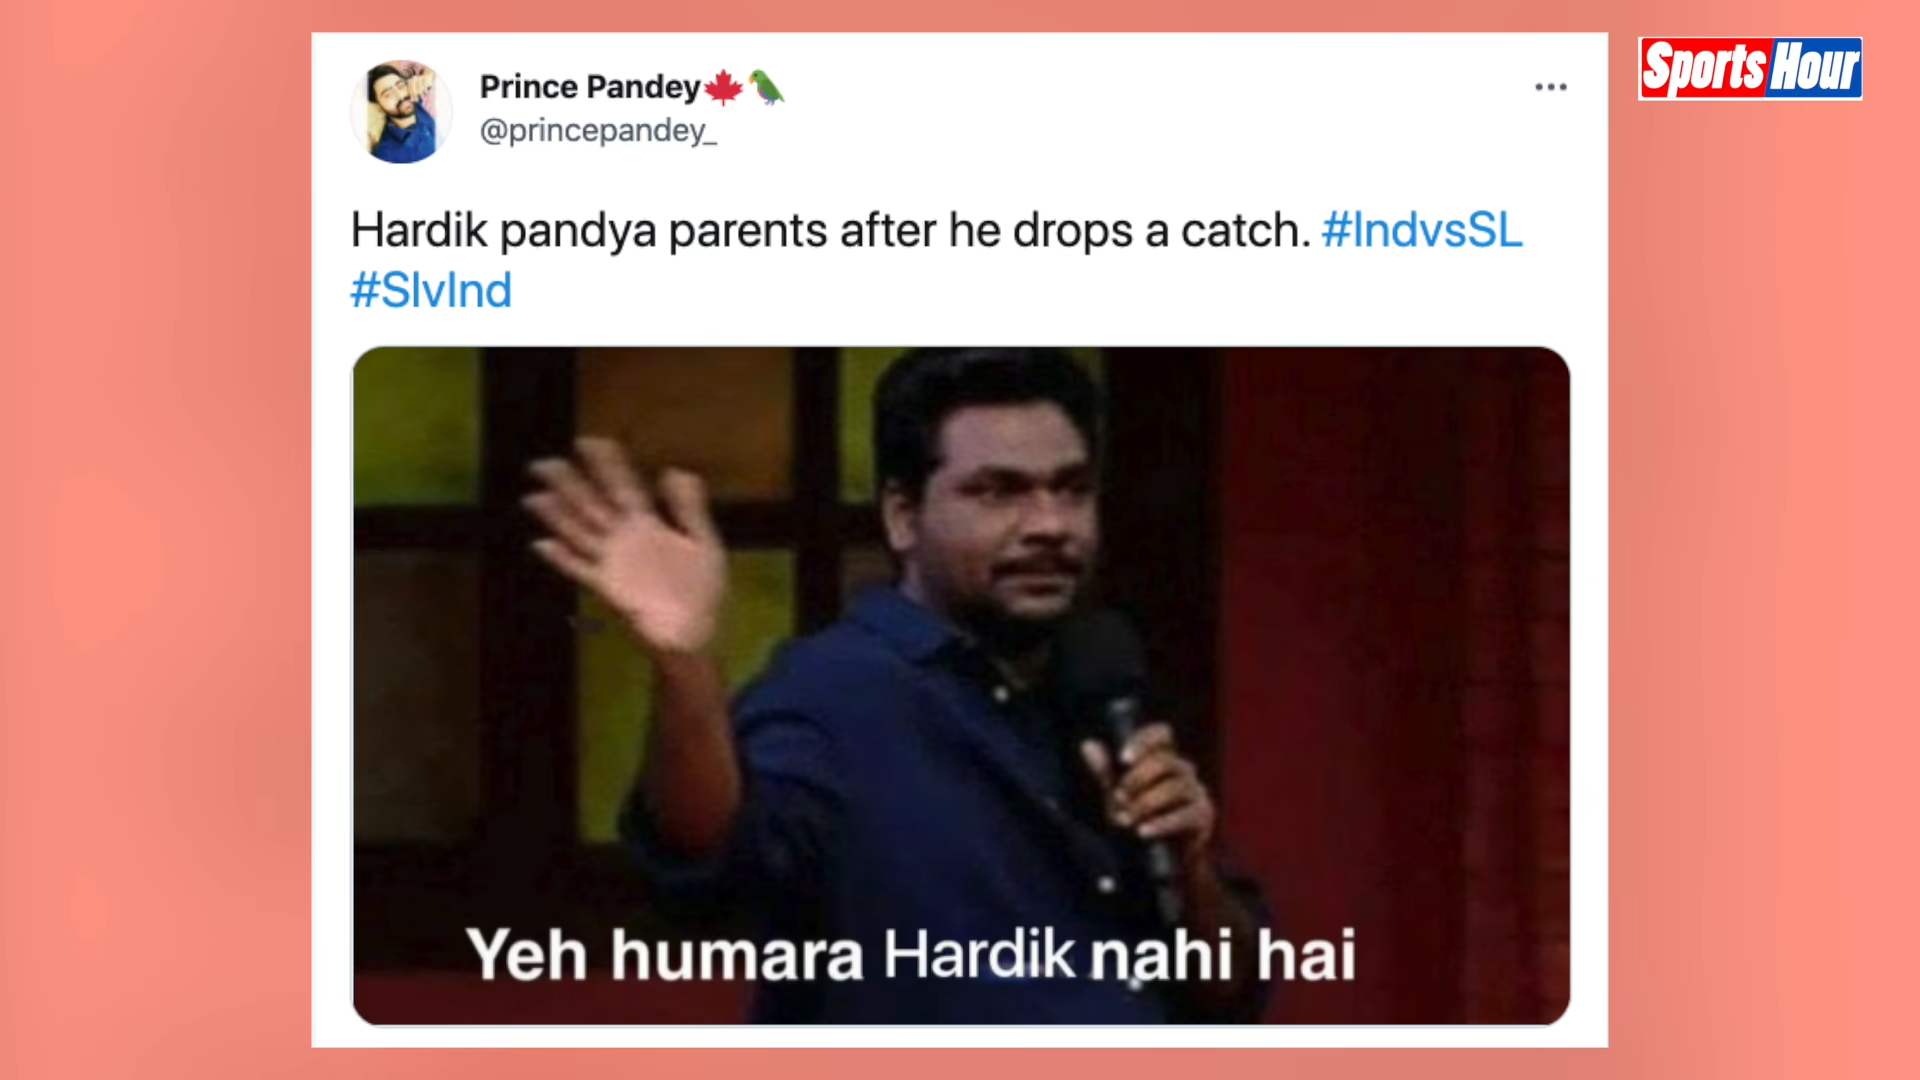 Prince Pandey🍁🦜
@princepandey_
Hardik pandya parents after he drops a catch. #IndvsSL
#SlvInd
Yeh humara Hardik nahi hai
Sports Hour